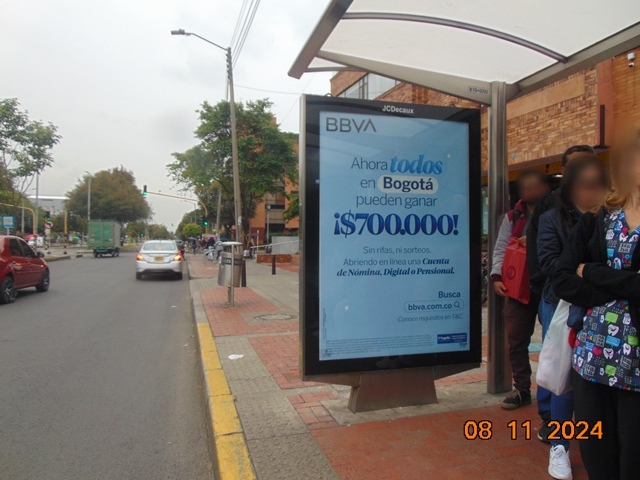 JCDecaux
BBVA
Ahora todos
en Bogotá
pueden ganar
¡$700.000!
Sin rifas, ni sorteos.
Abriendo en línea una Cuenta
de Nómina, Digital o Pensional.
Busca
bbva.com.co
Conoce requisitos en T&C
08 11 2024